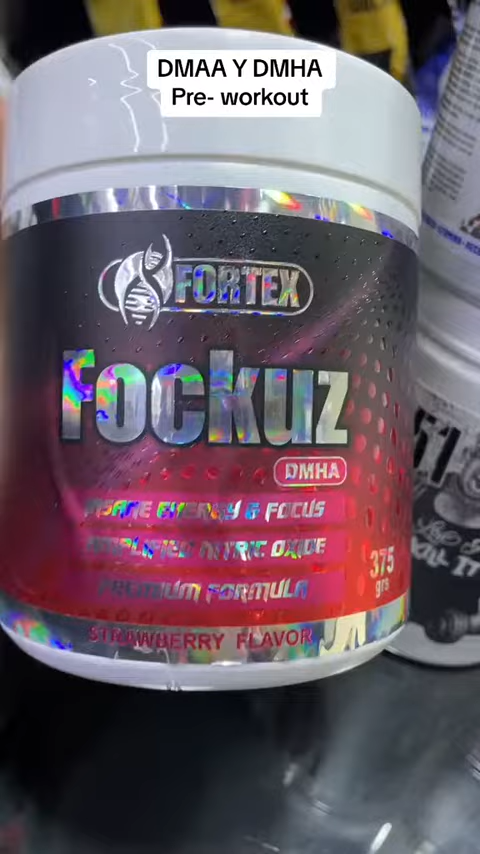 DMAA Y DMHA
Pre- workout
FORTEX
Fockuz
DMHA
INSANE ENERGY & FOCUS
AMPLIFIED NITRIC OXIDE
PREMIUM FORMULA
375
grs
STRAWBERRY FLAVOR